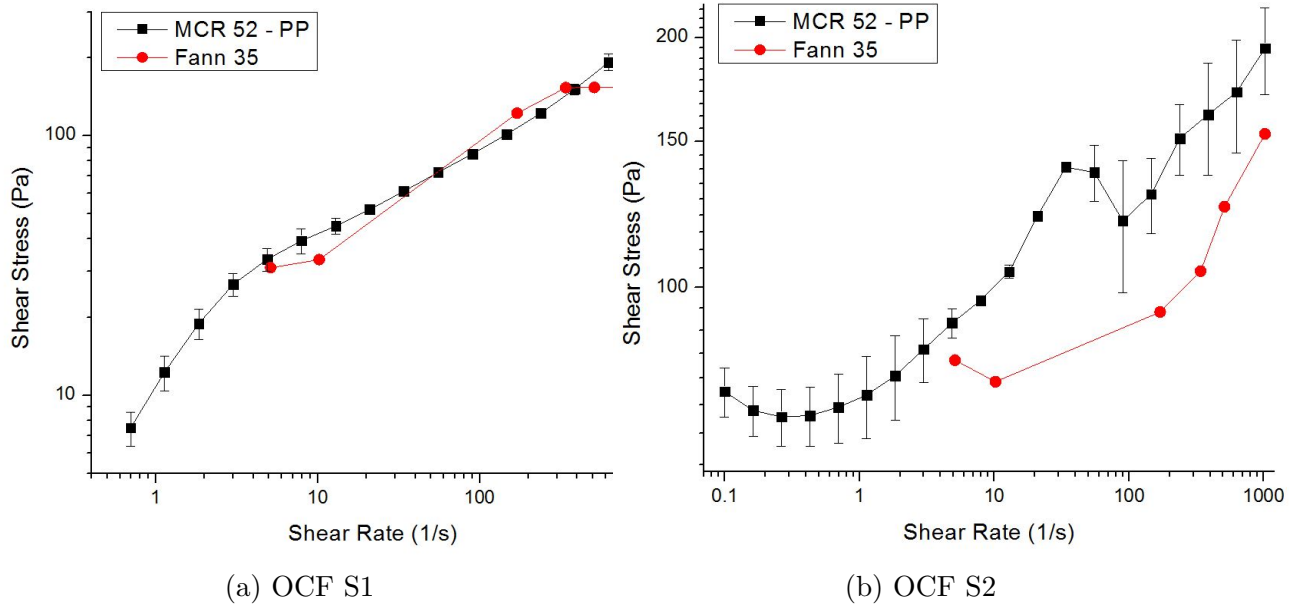 MCR 52 - PP
Fann 35
100
10
Shear Stress (Pa)
1
10
100
Shear Rate (1/s)
(a) OCF S1
MCR 52 - PP
Fann 35
200
150
100
Shear Stress (Pa)
0.1
1
10
100
1000
Shear Rate (1/s)
(b) OCF S2